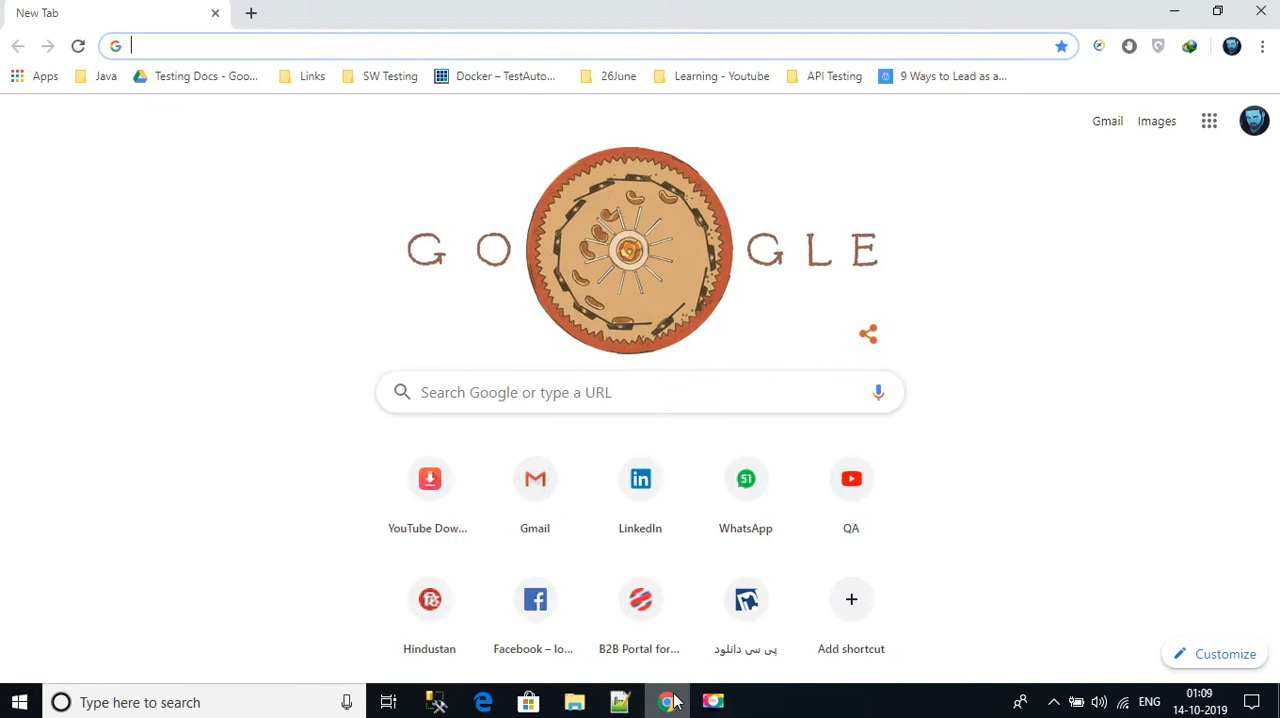 New Tab
Apps Java Testing Docs - Goo... Links SW Testing Docker – TestAuto... 26June Learning - Youtube API Testing 9 Ways to Lead as a...
Gmail Images
GO GLE
Search Google or type a URL
51
YouTube Dow... Gmail LinkedIn WhatsApp QA
Hindustan Facebook – lo... B2B Portal for... پی سی دانلود Add shortcut
Customize
Type here to search ENG 01:09
14-10-2019